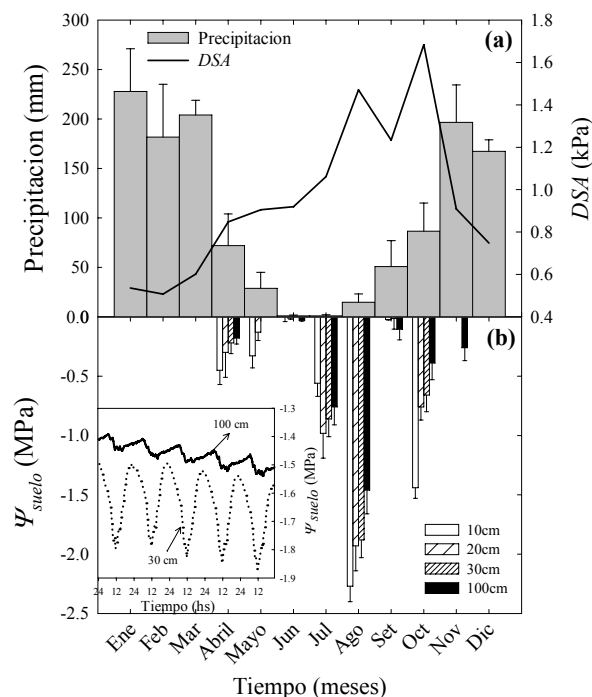 Precipitacion
DSA
(a)
300
250
200
150
100
50
0.0
Precipitacion (mm)
1.8
1.6
1.4
1.2
1.0
0.8
0.6
0.4
DSA (kPa)
(b)
-0.5
-1.0
-1.5
-2.0
-2.5
Ψsuelo (MPa)
100 cm
30 cm
-1.3
-1.4
-1.5
-1.6
-1.7
-1.8
-1.9
Ψsuelo (MPa)
24 12 24 12 24 12 24 12 24 12
Tiempo (hs)
10cm
20cm
30cm
100cm
Ene Feb Mar Abril Mayo Jun Jul Ago Set Oct Nov Dic
Tiempo (meses)